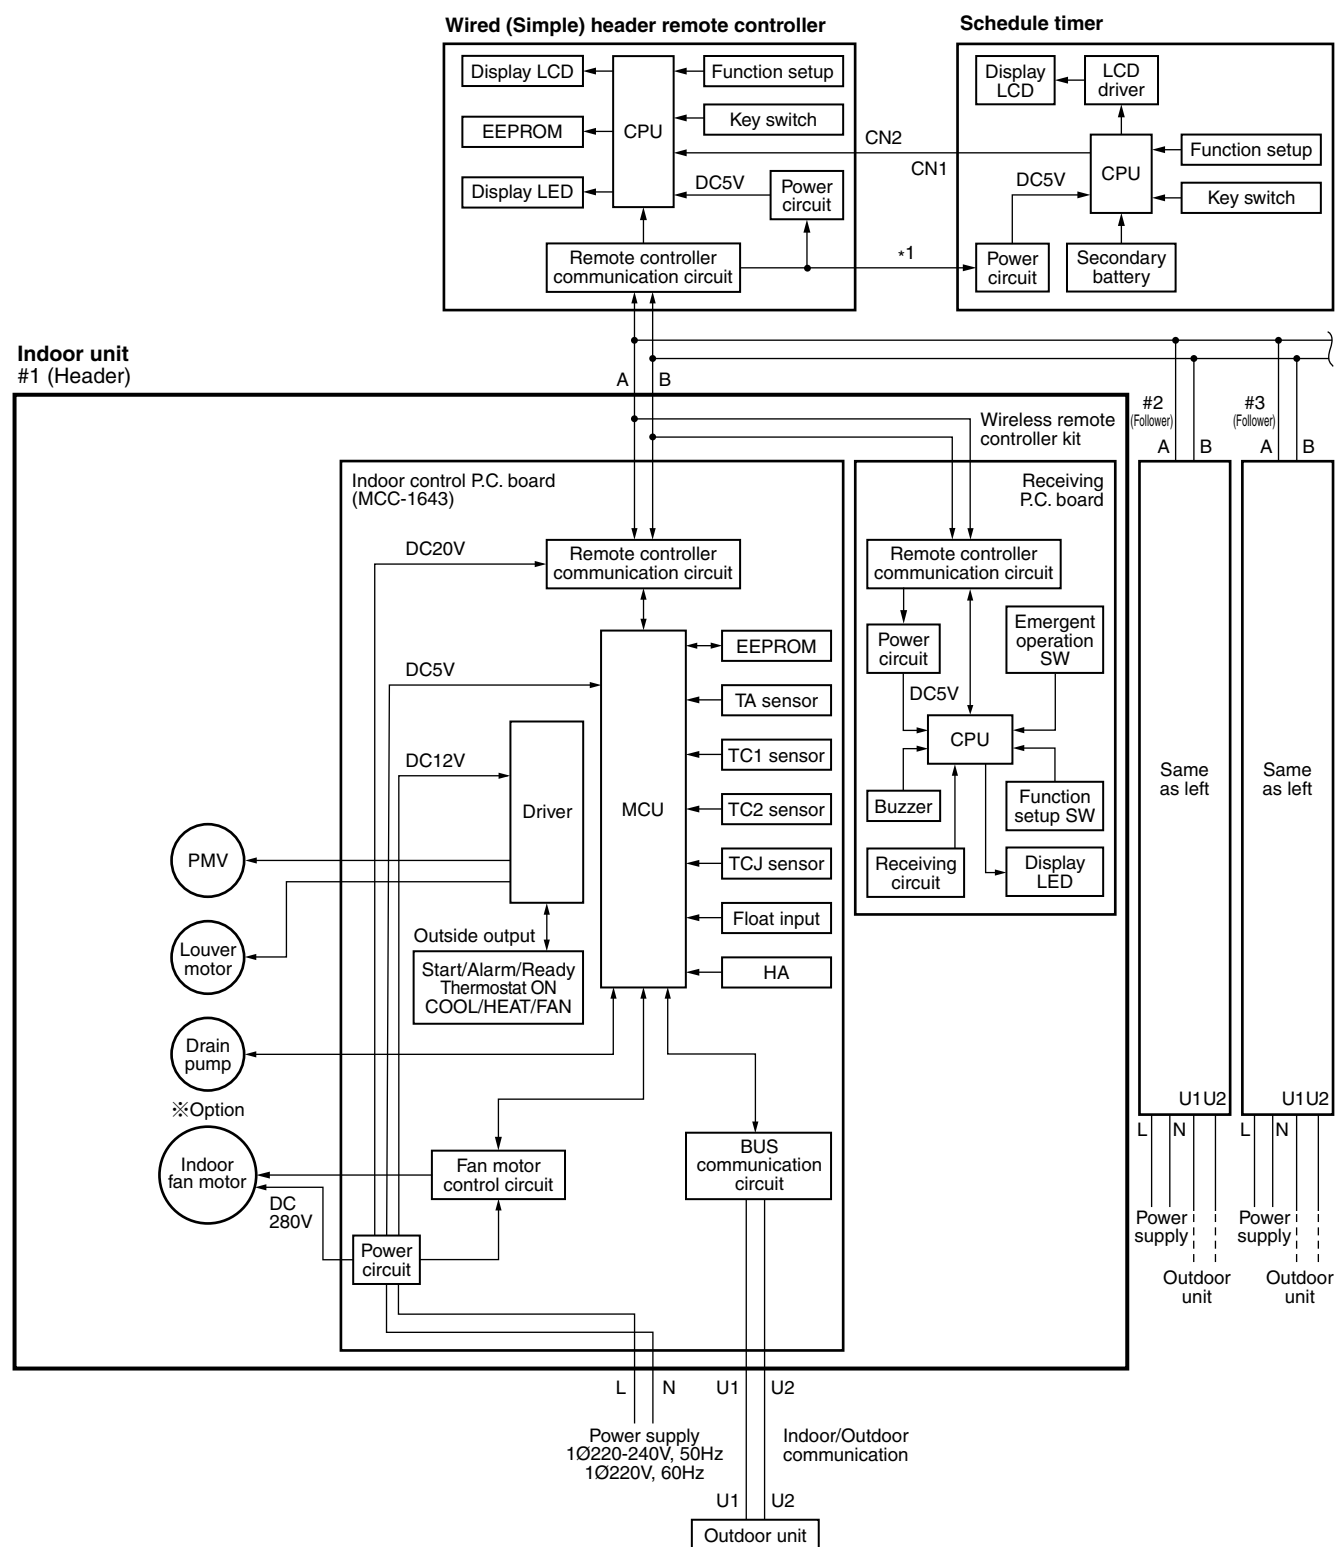 Wired (Simple) header remote controller
Schedule timer
Display LCD
CPU
Function setup
EEPROM
Key switch
Display LED
DC5V
Power
circuit
Remote controller
communication circuit
CN2
CN1
*1
Display
LCD
LCD
driver
CPU
Function setup
DC5V
Key switch
Power
circuit
Secondary
battery
Indoor unit
#1 (Header)
A
B
Wireless remote
controller kit
#2
(Follower)
A
B
#3
(Follower)
A
B
Indoor control P.C. board
(MCC-1643)
Receiving
P.C. board
DC20V
Remote controller
communication circuit
Remote controller
communication circuit
Power
circuit
Emergent
operation
SW
DC5V
CPU
Buzzer
Function
setup SW
Receiving
circuit
Display
LED
DC5V
EEPROM
TA sensor
TC1 sensor
TC2 sensor
TCJ sensor
Float input
HA
MCU
DC12V
Driver
PMV
Louver
motor
Outside output
Start/Alarm/Ready
Thermostat ON
COOL/HEAT/FAN
Drain
pump
※Option
Indoor
fan motor
DC
280V
Fan motor
control circuit
BUS
communication
circuit
Power
circuit
Same
as left
Same
as left
U1U2
U1U2
L
N
L
N
Power
supply
Power
supply
Outdoor
unit
Outdoor
unit
L
N
U1
U2
Power supply
1Ø220-240V, 50Hz
1Ø220V, 60Hz
Indoor/Outdoor
communication
U1
U2
Outdoor unit